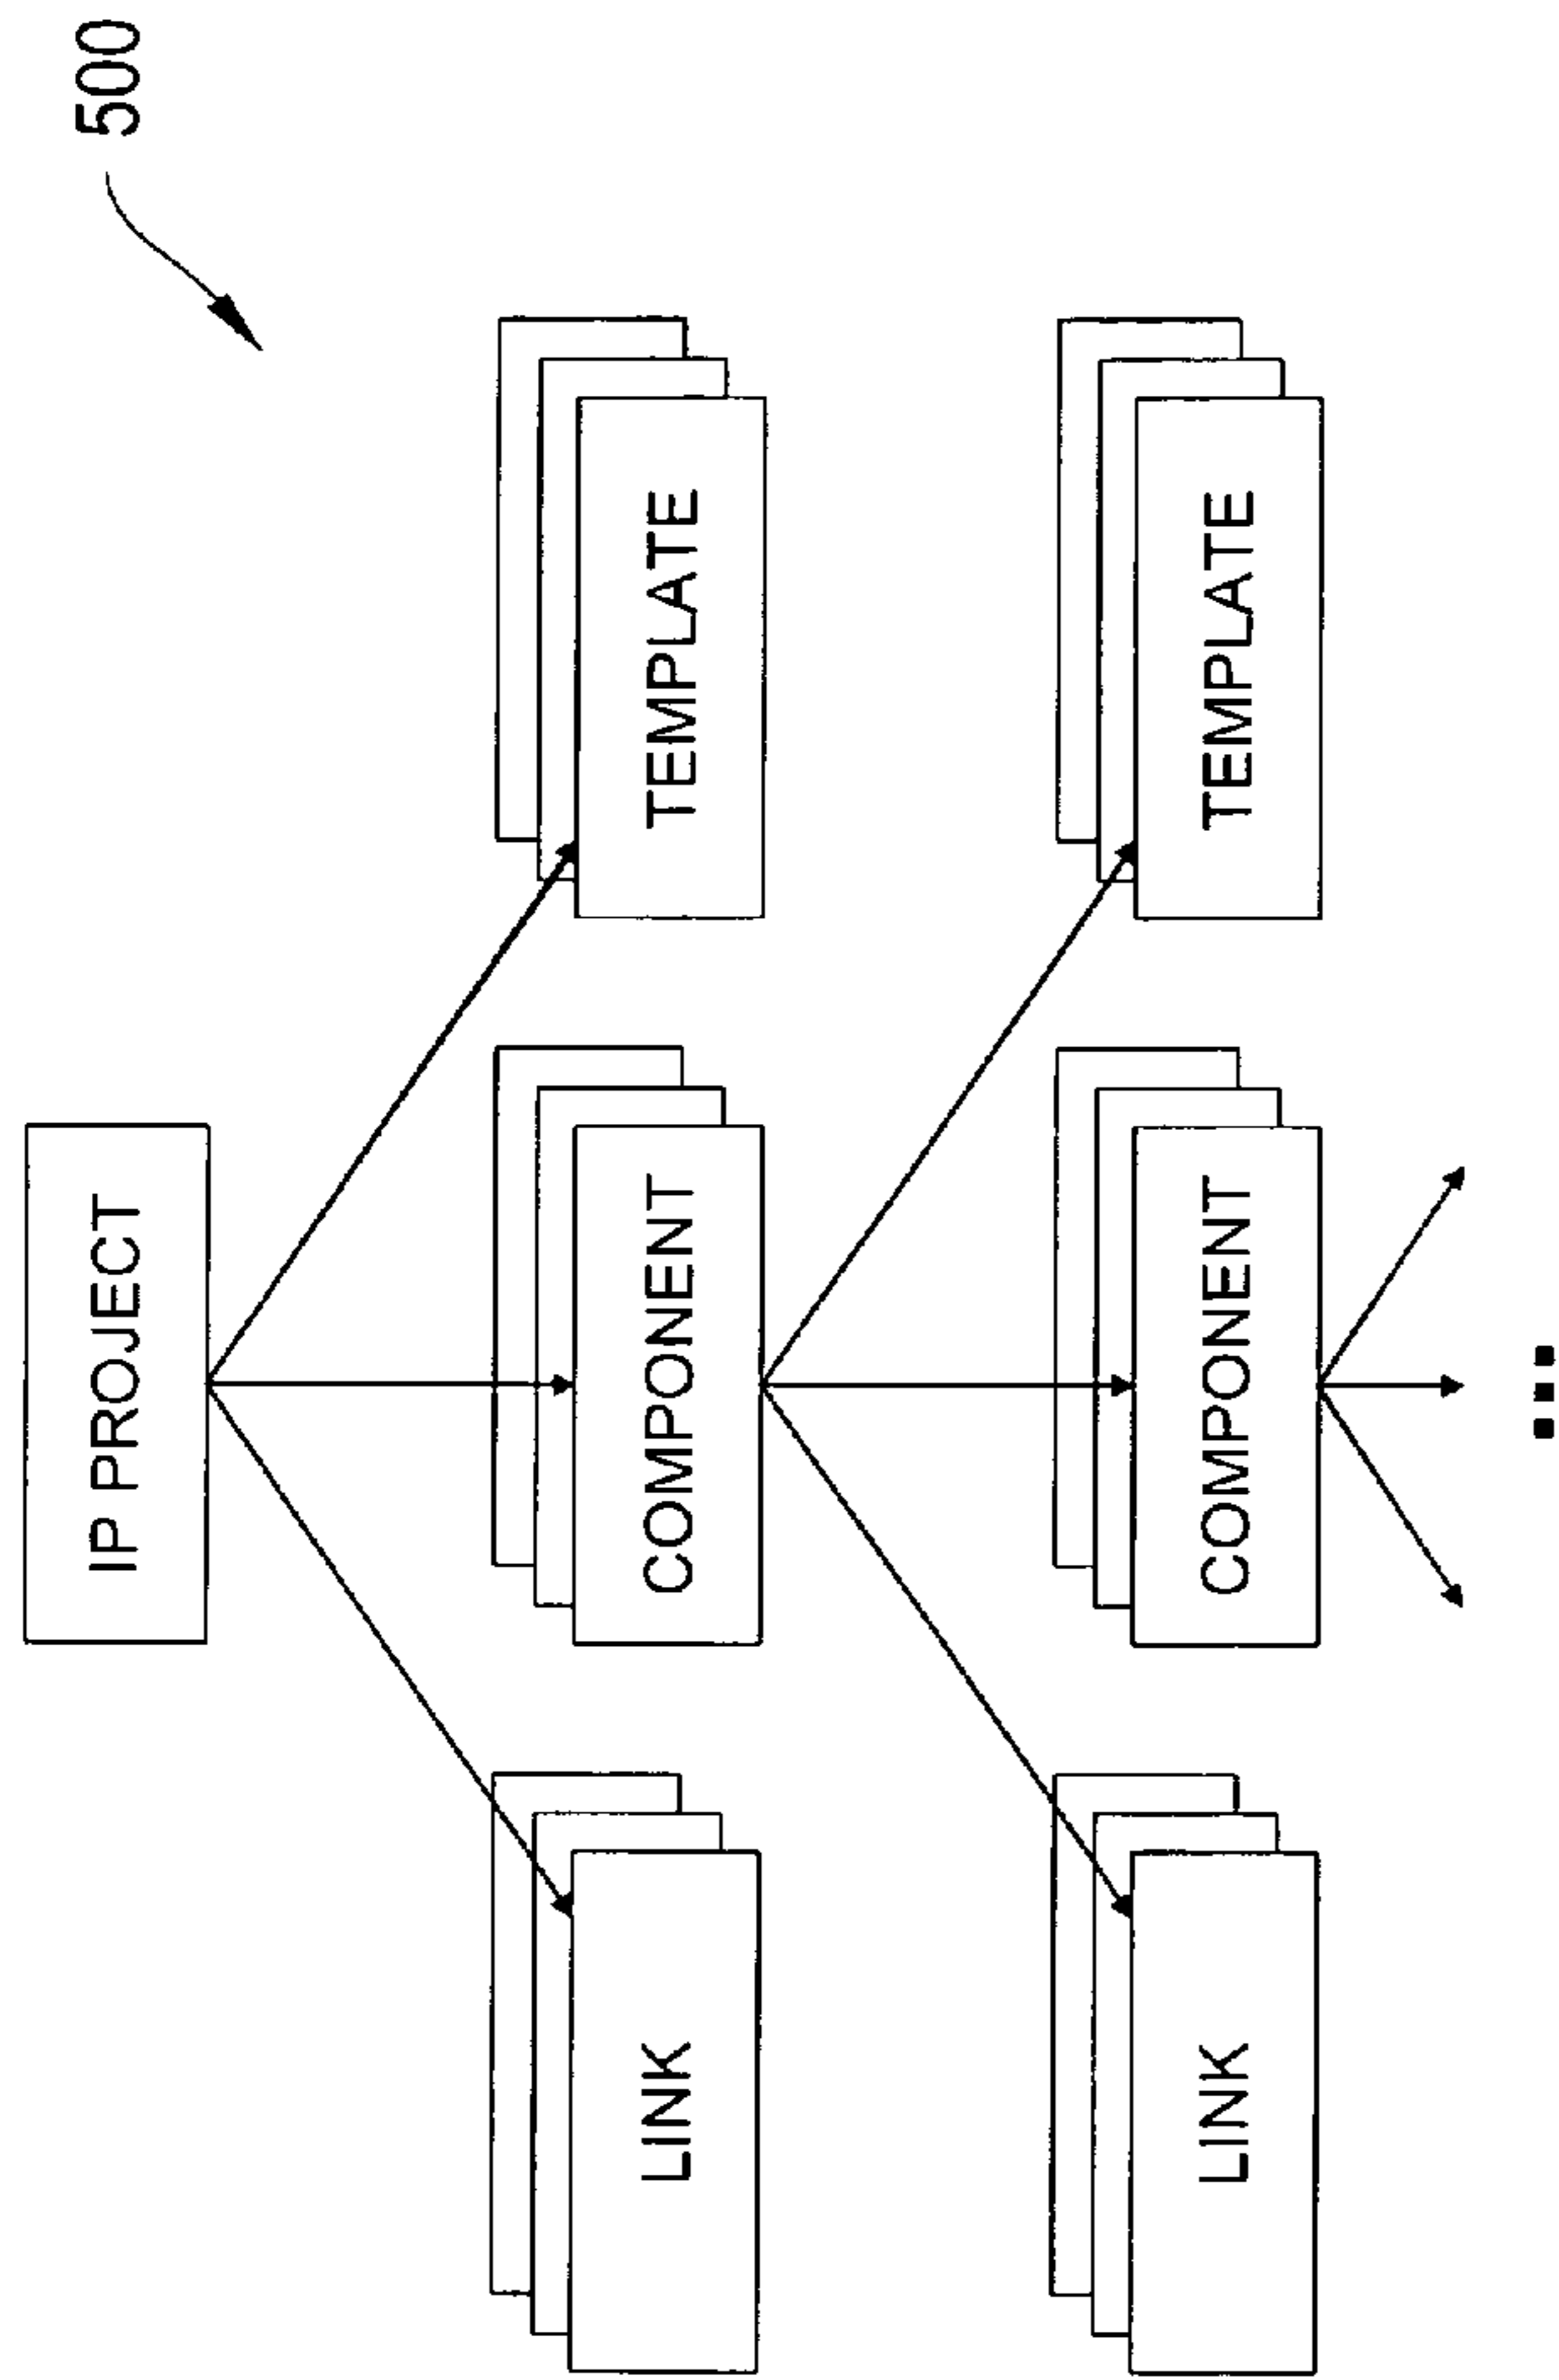 500
IP PROJECT
LINK
COMPONENT
TEMPLATE
LINK
COMPONENT
TEMPLATE